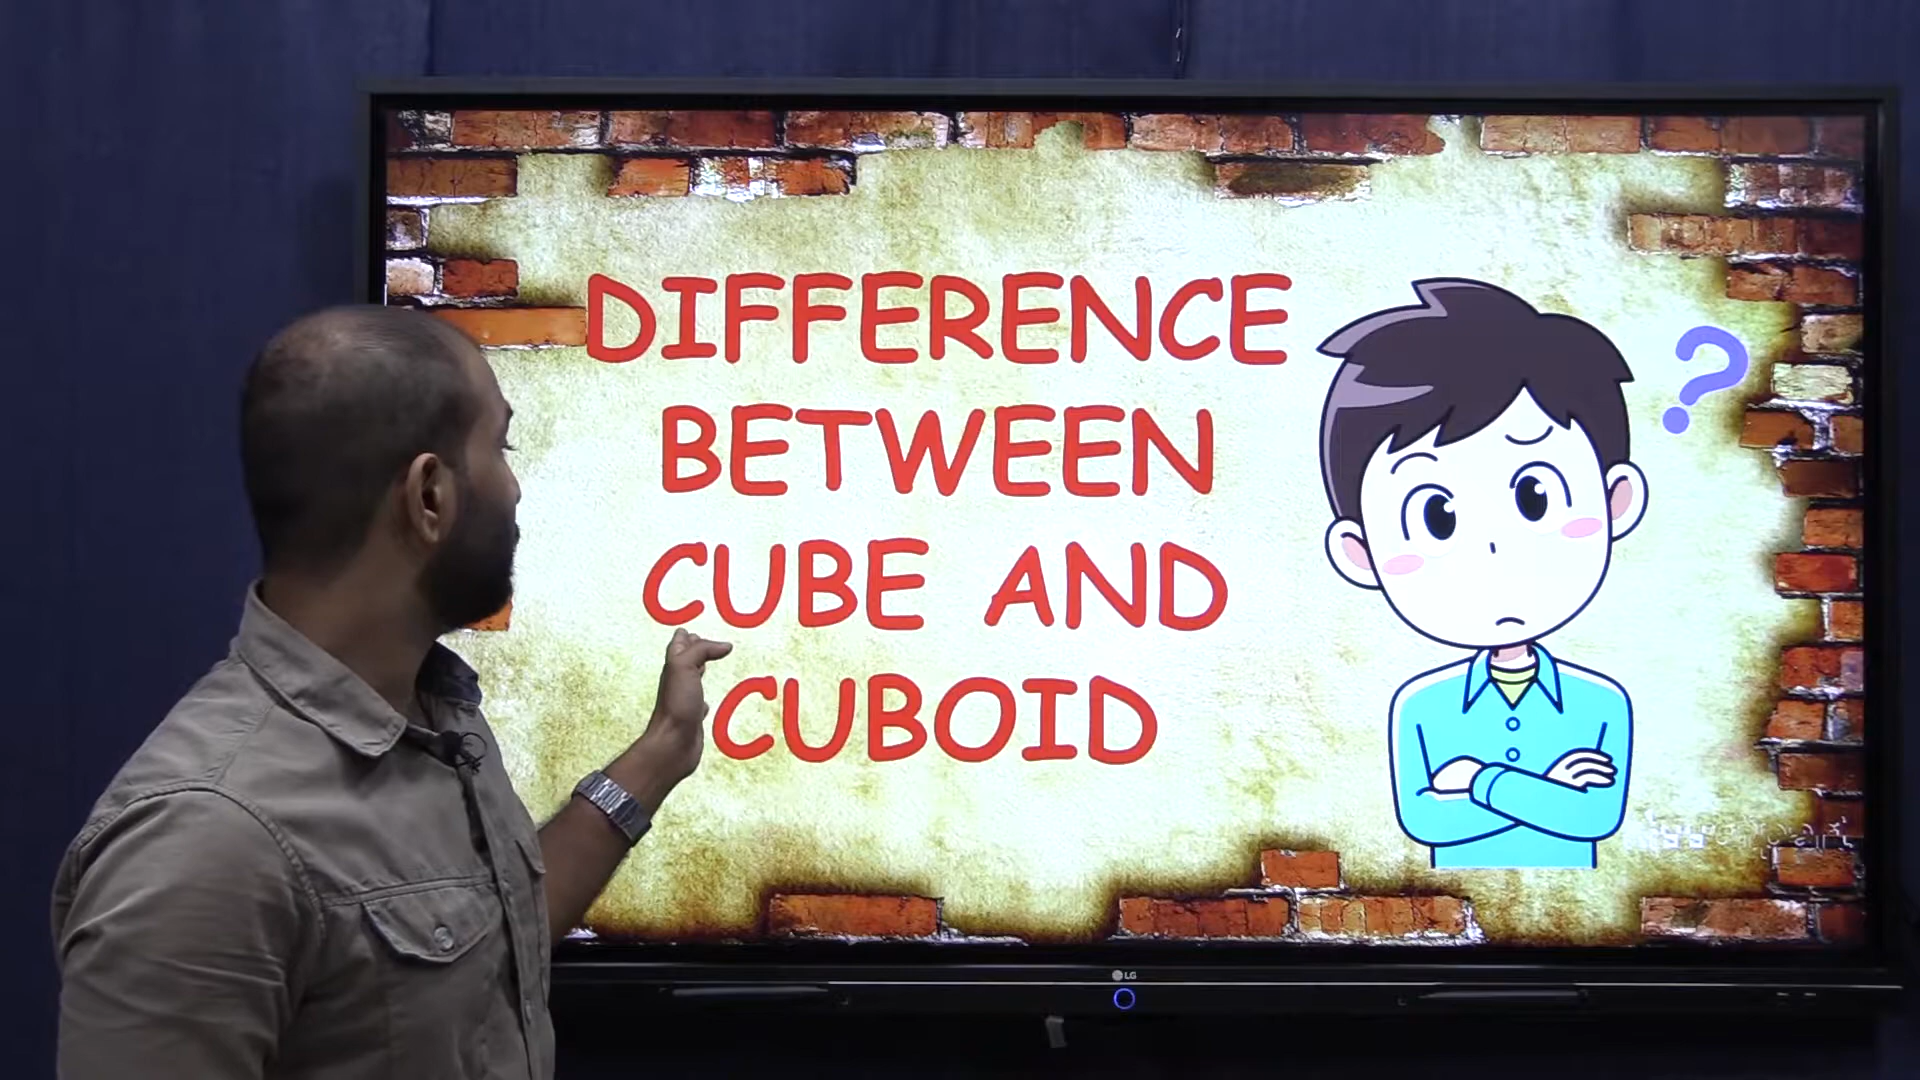 DIFFERENCE
BETWEEN
CUBE AND
CUBOID
?
LG